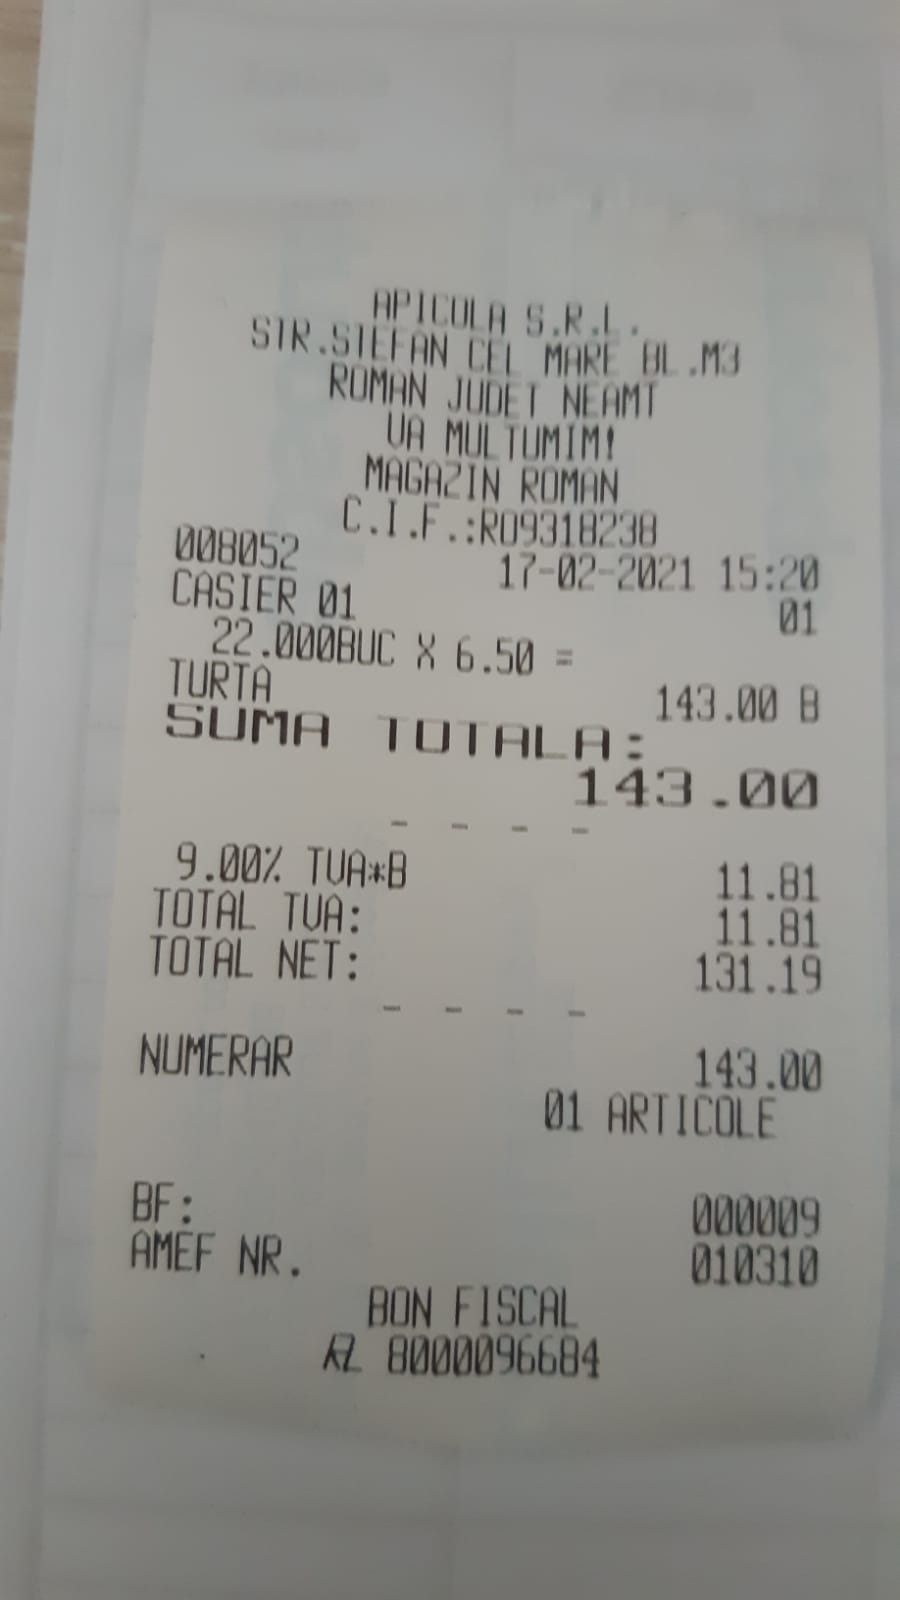 APICOLA S.R.L.
STR.STEFAN CEL MARE BL.M3
ROMAN JUDET NEAMT
VA MULTUMIM!
MAGAZIN ROMAN
C.I.F.:RO9318238
008052 17-02-2021 15:20
CASIER 01 01
22.000BUC X 6.50 =
TURTA 143.00 B
SUMA TOTALA:
143.00
- - - -
9.00% TVA*B 11.81
TOTAL TVA: 11.81
TOTAL NET: 131.19
- - - -
NUMERAR 143.00
01 ARTICOLE
BF: 000009
AMEF NR. 010310
BON FISCAL
8000096684